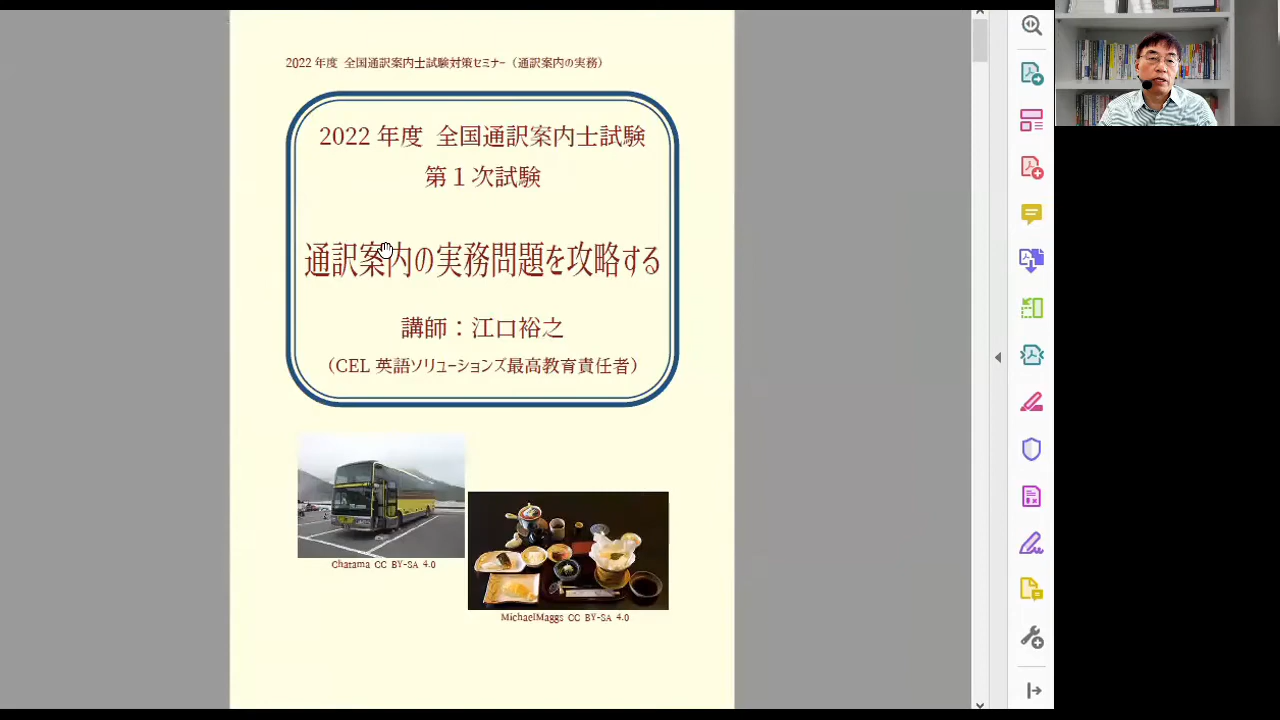 2022 年度 全国通訳案内士試験対策セミナー（通訳案内の実務）
2022 年度 全国通訳案内士試験
第１次試験
通訳案内の実務問題を攻略する
講師：江口裕之
（CEL 英語ソリューションズ最高教育責任者）
Chatama CC BY-SA 4.0
MichaelMaggs CC BY-SA 4.0